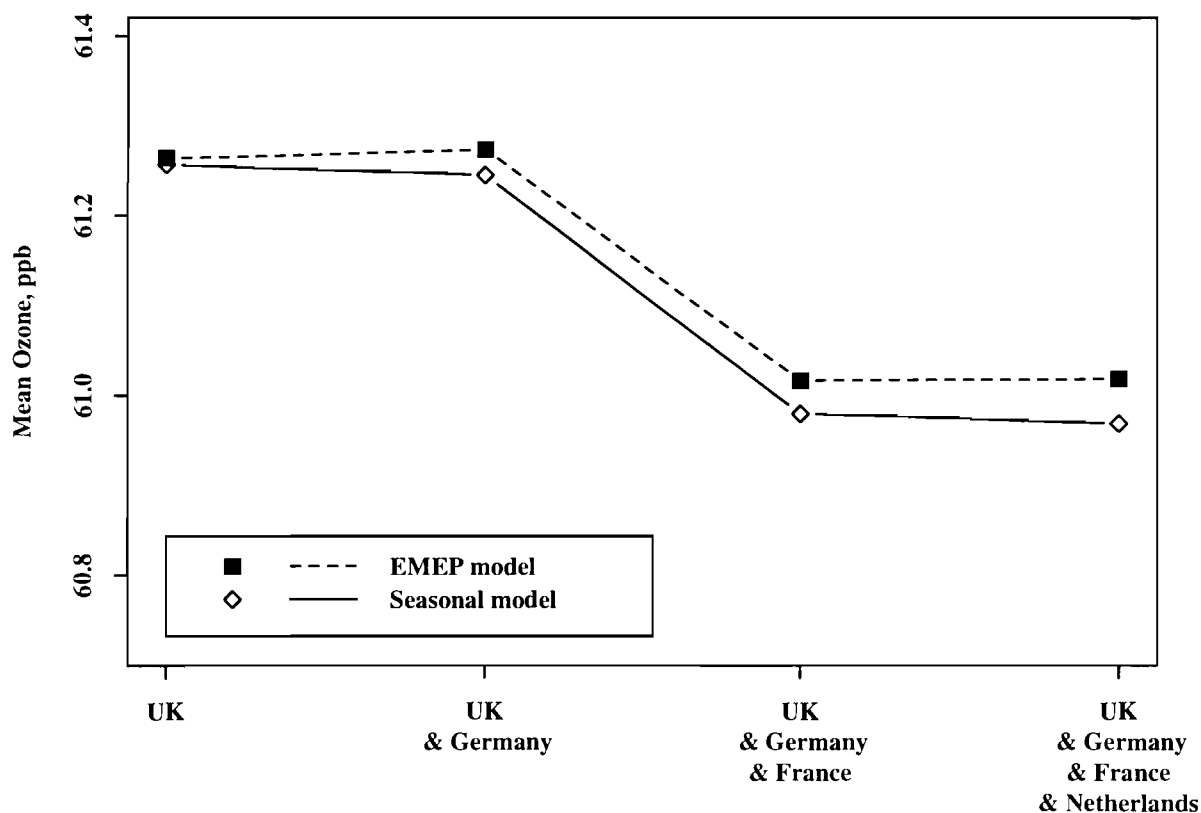 61.4
61.2
61.0
60.8
Mean Ozone, ppb
EMEP model
Seasonal model
UK
UK
& Germany
UK
& Germany
& France
UK
& Germany
& France
& Netherlands